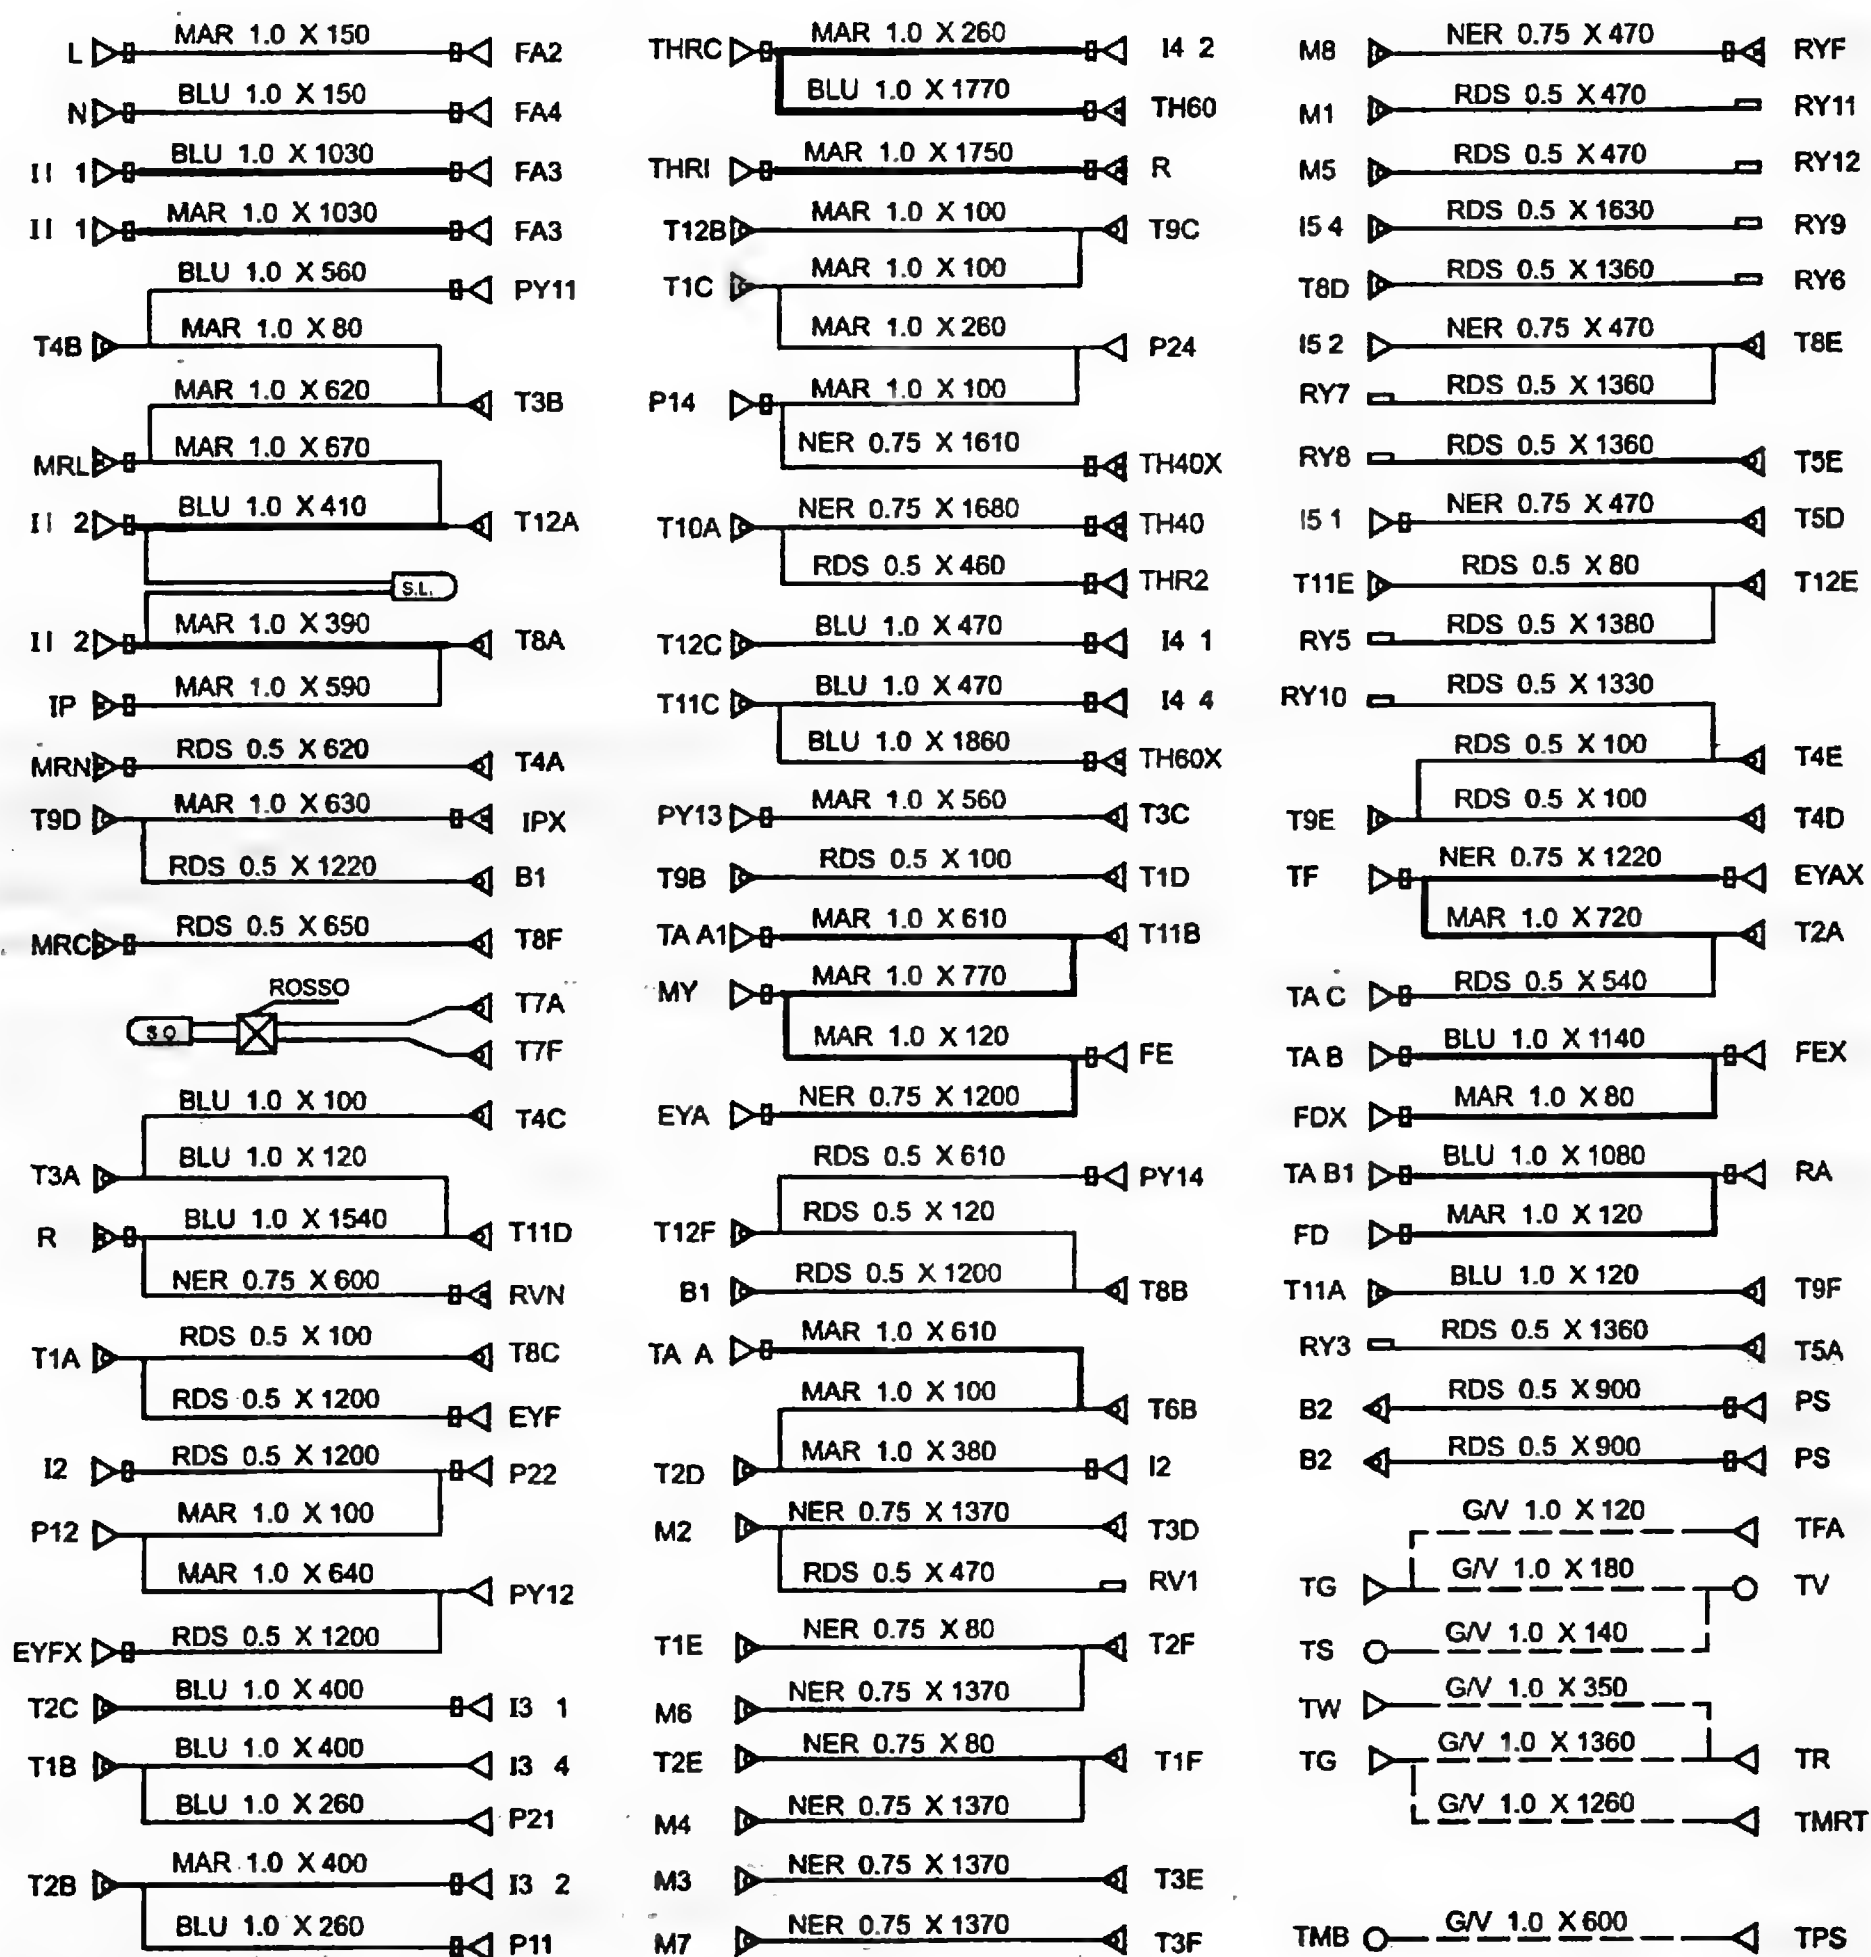 L MAR 1.0 X 150 FA2
N BLU 1.0 X 150 FA4
I1 1 BLU 1.0 X 1030 FA3
I1 1 MAR 1.0 X 1030 FA3
BLU 1.0 X 560 PY11
T4B MAR 1.0 X 80
MAR 1.0 X 620 T3B
MRL MAR 1.0 X 670
I1 2 BLU 1.0 X 410 T12A
S.L.
I1 2 MAR 1.0 X 390 T8A
IP MAR 1.0 X 590
MRN RDS 0.5 X 620 T4A
T9D MAR 1.0 X 630 IPX
RDS 0.5 X 1220 B1
MRC RDS 0.5 X 650 T8F
ROSSO
T7A
S.Q
T7F
BLU 1.0 X 100 T4C
T3A BLU 1.0 X 120
R BLU 1.0 X 1540 T11D
NER 0.75 X 600 RVN
T1A RDS 0.5 X 100 T8C
RDS 0.5 X 1200 EYF
I2 RDS 0.5 X 1200 P22
P12 MAR 1.0 X 100
MAR 1.0 X 640 PY12
EYFX RDS 0.5 X 1200
T2C BLU 1.0 X 400 I3 1
T1B BLU 1.0 X 400 I3 4
BLU 1.0 X 260 P21
T2B MAR 1.0 X 400 I3 2
BLU 1.0 X 260 P11
THRC MAR 1.0 X 260 I4 2
BLU 1.0 X 1770 TH60
THRI MAR 1.0 X 1750 R
T12B MAR 1.0 X 100 T9C
T1C MAR 1.0 X 100
MAR 1.0 X 260 P24
P14 MAR 1.0 X 100
NER 0.75 X 1610 TH40X
T10A NER 0.75 X 1680 TH40
RDS 0.5 X 460 THR2
T12C BLU 1.0 X 470 I4 1
T11C BLU 1.0 X 470 I4 4
BLU 1.0 X 1860 TH60X
PY13 MAR 1.0 X 560 T3C
T9B RDS 0.5 X 100 T1D
TA A1 MAR 1.0 X 610 T11B
MY MAR 1.0 X 770
MAR 1.0 X 120 FE
EYA NER 0.75 X 1200
RDS 0.5 X 610 PY14
T12F RDS 0.5 X 120
B1 RDS 0.5 X 1200 T8B
TA A MAR 1.0 X 610
MAR 1.0 X 100 T6B
T2D MAR 1.0 X 380 I2
M2 NER 0.75 X 1370 T3D
RDS 0.5 X 470 RV1
T1E NER 0.75 X 80 T2F
M6 NER 0.75 X 1370
T2E NER 0.75 X 80 T1F
M4 NER 0.75 X 1370
M3 NER 0.75 X 1370 T3E
M7 NER 0.75 X 1370 T3F
M8 NER 0.75 X 470 RYF
M1 RDS 0.5 X 470 RY11
M5 RDS 0.5 X 470 RY12
I5 4 RDS 0.5 X 1630 RY9
T8D RDS 0.5 X 1360 RY6
I5 2 NER 0.75 X 470 T8E
RY7 RDS 0.5 X 1360
RY8 RDS 0.5 X 1360 T5E
I5 1 NER 0.75 X 470 T5D
T11E RDS 0.5 X 80 T12E
RY5 RDS 0.5 X 1380
RY10 RDS 0.5 X 1330
RDS 0.5 X 100 T4E
T9E RDS 0.5 X 100 T4D
TF NER 0.75 X 1220 EYAX
MAR 1.0 X 720 T2A
TA C RDS 0.5 X 540
TA B BLU 1.0 X 1140 FEX
FDX MAR 1.0 X 80
TA B1 BLU 1.0 X 1080 RA
FD MAR 1.0 X 120
T11A BLU 1.0 X 120 T9F
RY3 RDS 0.5 X 1360 T5A
B2 RDS 0.5 X 900 PS
B2 RDS 0.5 X 900 PS
G/V 1.0 X 120 TFA
TG G/V 1.0 X 180 TV
TS G/V 1.0 X 140
TW G/V 1.0 X 350
TG G/V 1.0 X 1360 TR
G/V 1.0 X 1260 TMRT
TMB G/V 1.0 X 600 TPS